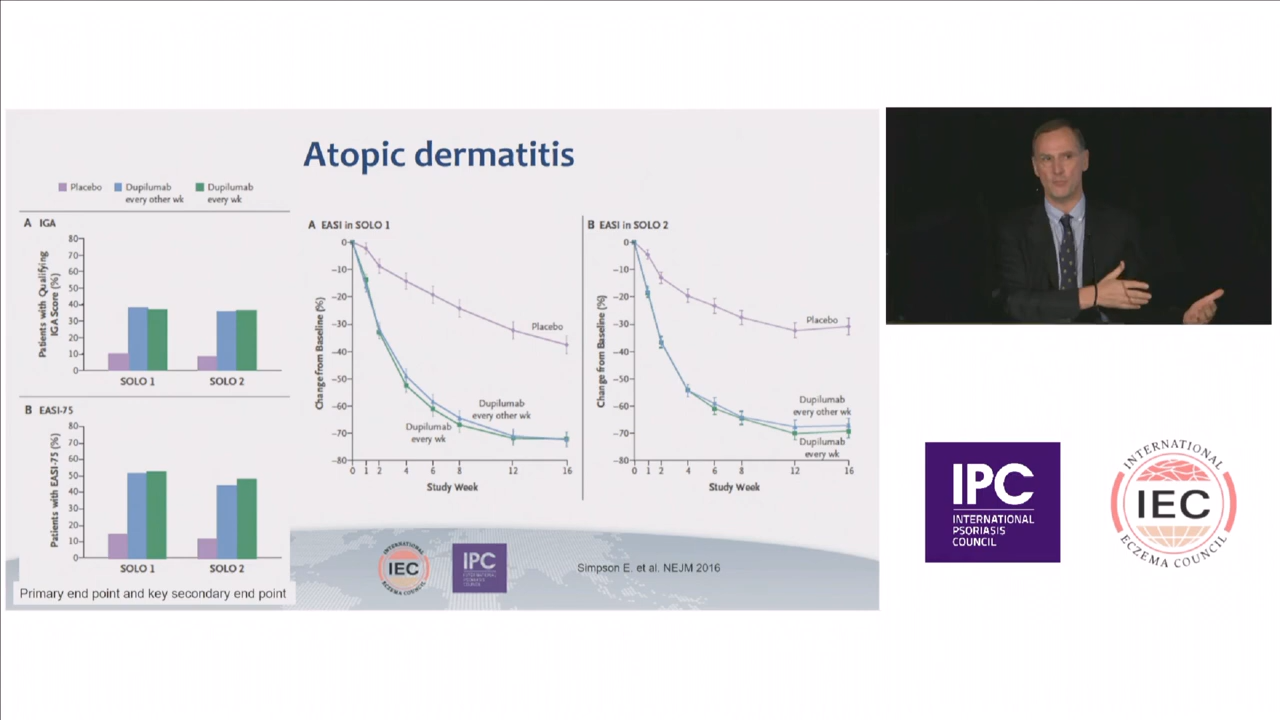 Atopic dermatitis
Placebo
Dupilumab
every other wk
Dupilumab
every wk
A IGA
Patients with Qualifying
IGA Score (%)
80
70
60
50
40
30
20
10
0
SOLO 1
SOLO 2
B EASI-75
Patients with EASI-75 (%)
80
70
60
50
40
30
20
10
0
SOLO 1
SOLO 2
Primary end point and key secondary end point
A EASI in SOLO 1
Change from Baseline (%)
0
−10
−20
−30
−40
−50
−60
−70
−80
Placebo
Dupilumab
every other wk
Dupilumab
every wk
0 1 2 4 6 8 12 16
Study Week
B EASI in SOLO 2
Change from Baseline (%)
0
−10
−20
−30
−40
−50
−60
−70
−80
Placebo
Dupilumab
every other wk
Dupilumab
every wk
0 1 2 4 6 8 12 16
Study Week
INTERNATIONAL
IEC
ECZEMA COUNCIL
IPC
INTERNATIONAL
PSORIASIS
COUNCIL
Simpson E. et al. NEJM 2016
IPC
INTERNATIONAL
PSORIASIS
COUNCIL
INTERNATIONAL
IEC
ECZEMA COUNCIL